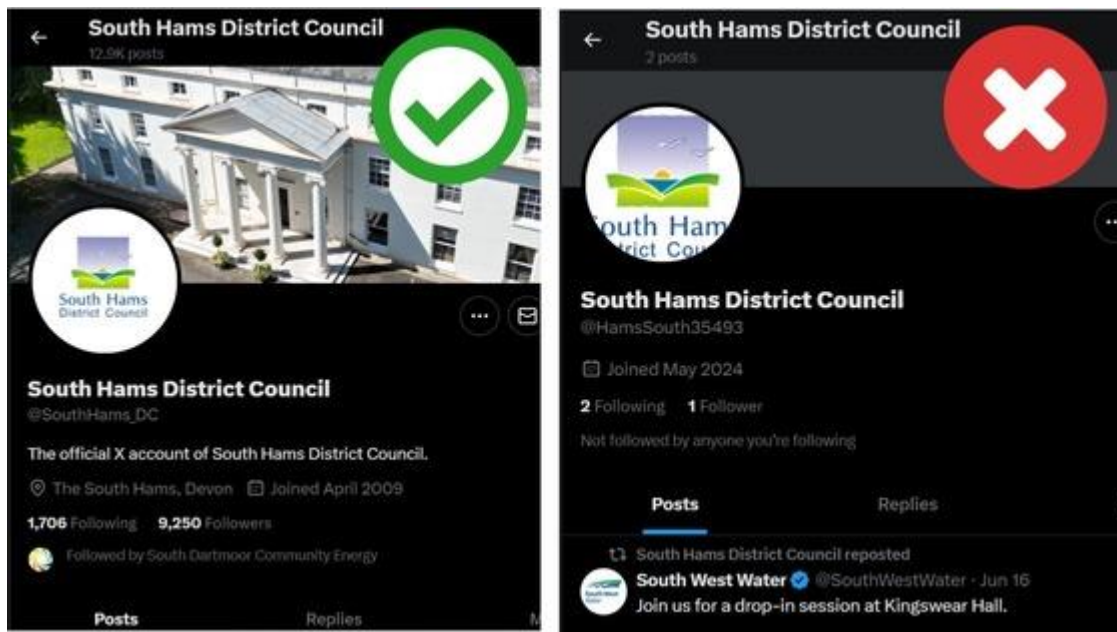 South Hams District Council
12.9K posts
South Hams
District Council
South Hams District Council
@SouthHams_DC
The official X account of South Hams District Council.
The South Hams, Devon Joined April 2009
1,706 Following 9,250 Followers
Followed by South Dartmoor Community Energy
Posts Replies M
South Hams District Council
2 posts
outh Ham
trict Cou
South Hams District Council
@HamsSouth35493
Joined May 2024
2 Following 1 Follower
Not followed by anyone you're following
Posts Replies
South Hams District Council reposted
South West Water @SouthWestWater · Jun 16
Join us for a drop-in session at Kingswear Hall.